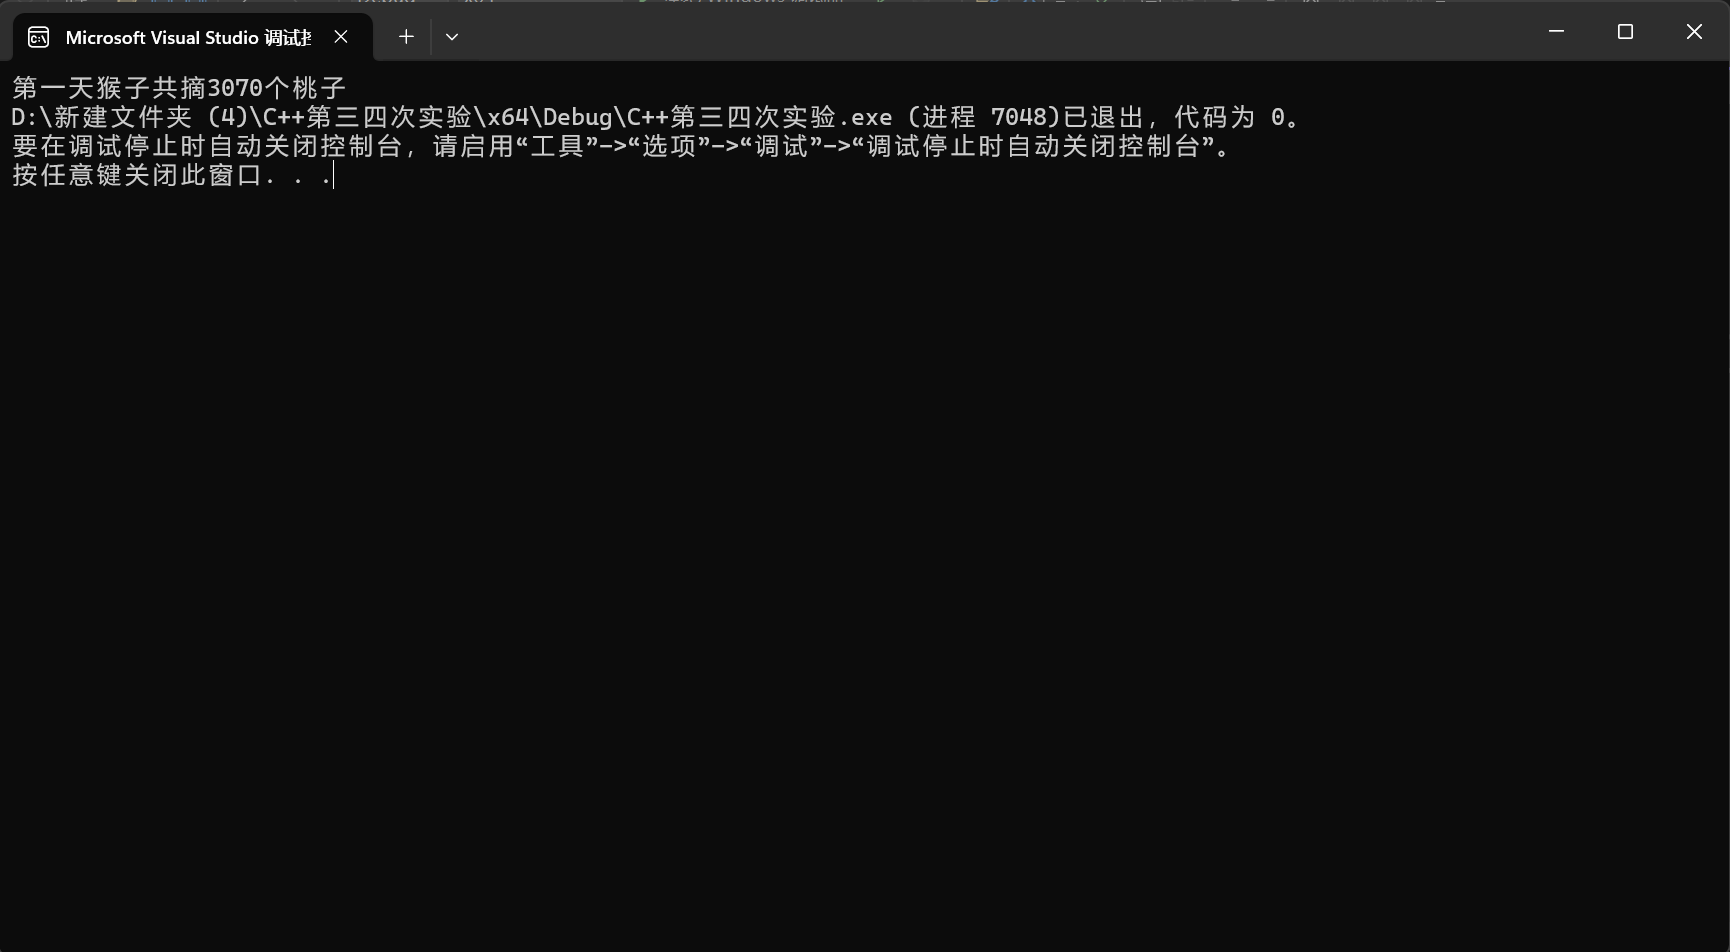 Microsoft Visual Studio 调试
第一天猴子共摘3070个桃子
D:\新建文件夹 (4)\C++第三四次实验\x64\Debug\C++第三四次实验.exe (进程 7048)已退出，代码为 0。
要在调试停止时自动关闭控制台，请启用“工具”->“选项”->“调试”->“调试停止时自动关闭控制台”。
按任意键关闭此窗口. . .